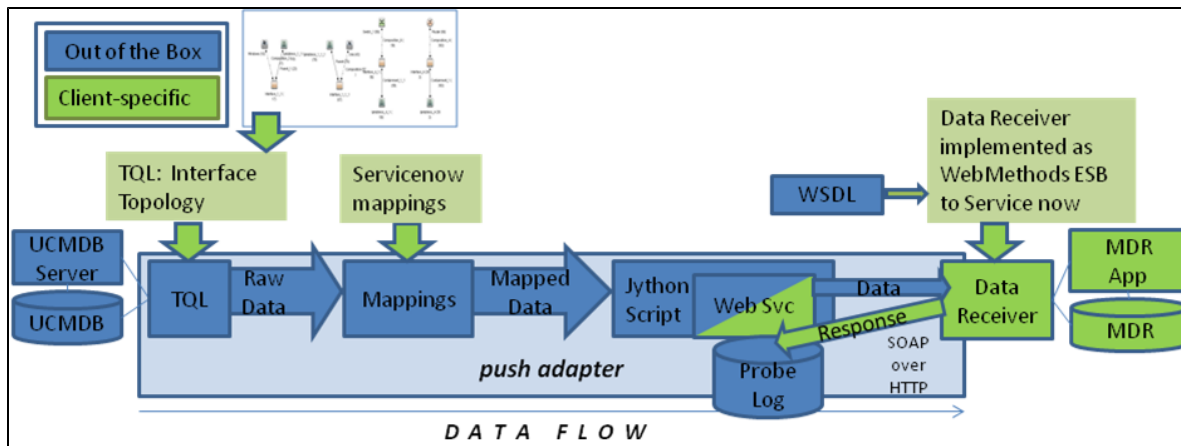 Out of the Box
Client-specific
TQL: Interface
Topology
Servicenow
mappings
WSDL
Data Receiver
implemented as
WebMethods ESB
to Service now
UCMDB
Server
UCMDB
TQL
Raw
Data
Mappings
Mapped
Data
Jython
Script
Web Svc
Data
Response
Data
Receiver
MDR
App
MDR
SOAP
over
HTTP
Probe
Log
push adapter
DATA FLOW